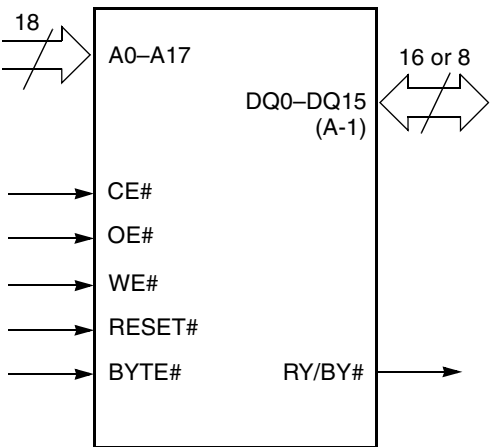 18
A0–A17
16 or 8
DQ0–DQ15
(A-1)
CE#
OE#
WE#
RESET#
BYTE#
RY/BY#